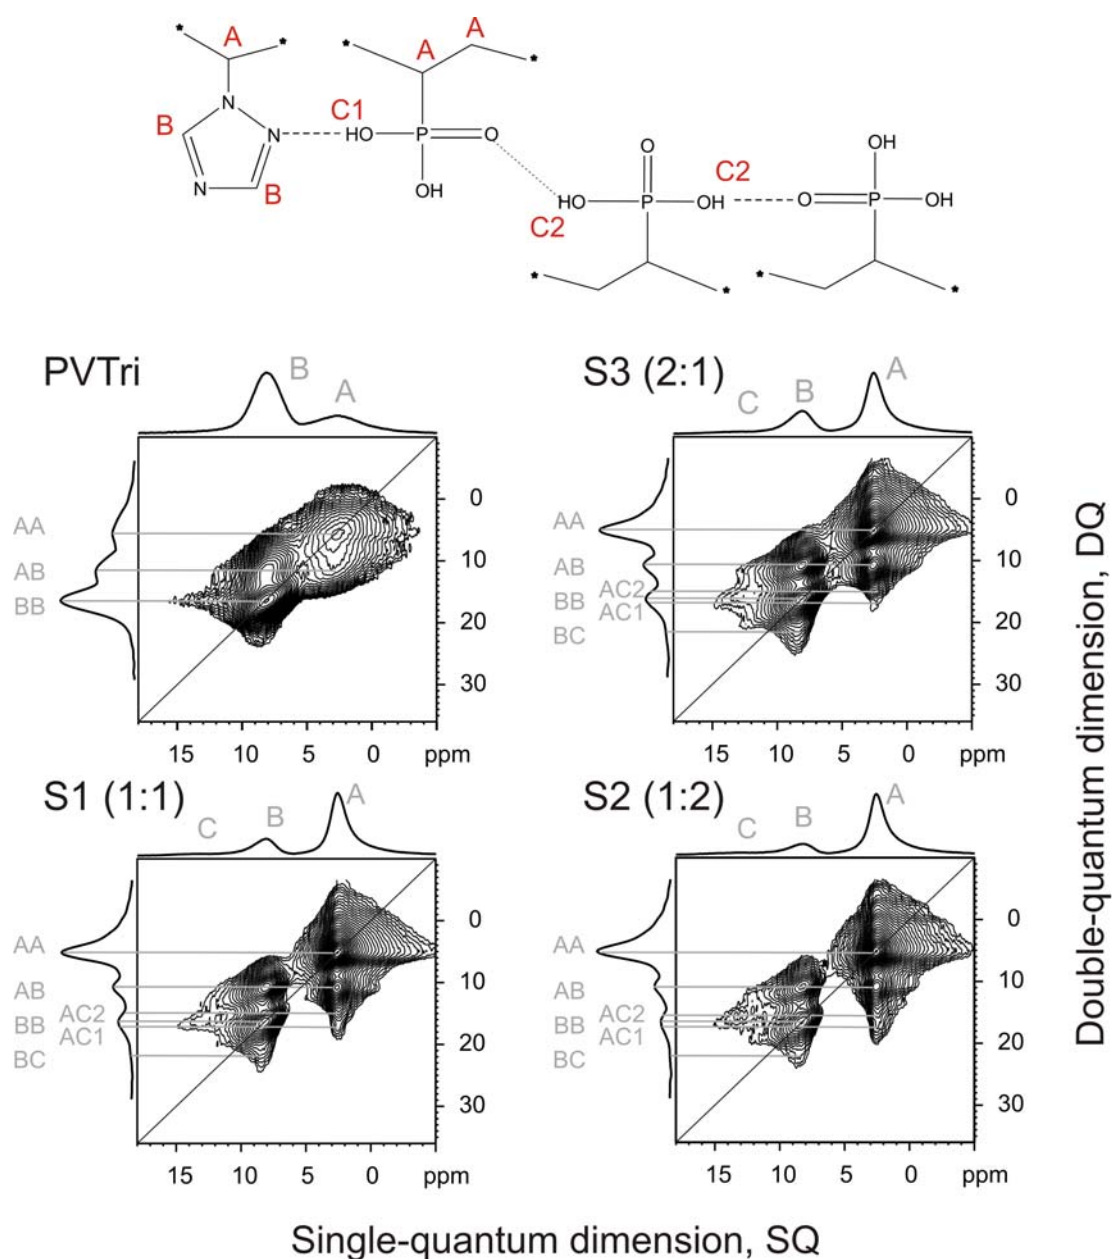 A
A
A
N
N
N
B
B
C1
HO
P
O
OH
O
C2
HO
P
OH
C2
OH
O
P
OH
PVTri
B
A
AA
AB
BB
0
10
20
30
15
10
5
0
ppm
S3 (2:1)
C
B
A
AA
AB
AC2
BB
AC1
BC
0
10
20
30
15
10
5
0
ppm
S1 (1:1)
C
B
A
AA
AB
AC2
BB
AC1
BC
0
10
20
30
15
10
5
0
ppm
S2 (1:2)
C
B
A
AA
AB
AC2
BB
AC1
BC
0
10
20
30
15
10
5
0
ppm
Double-quantum dimension, DQ
Single-quantum dimension, SQ